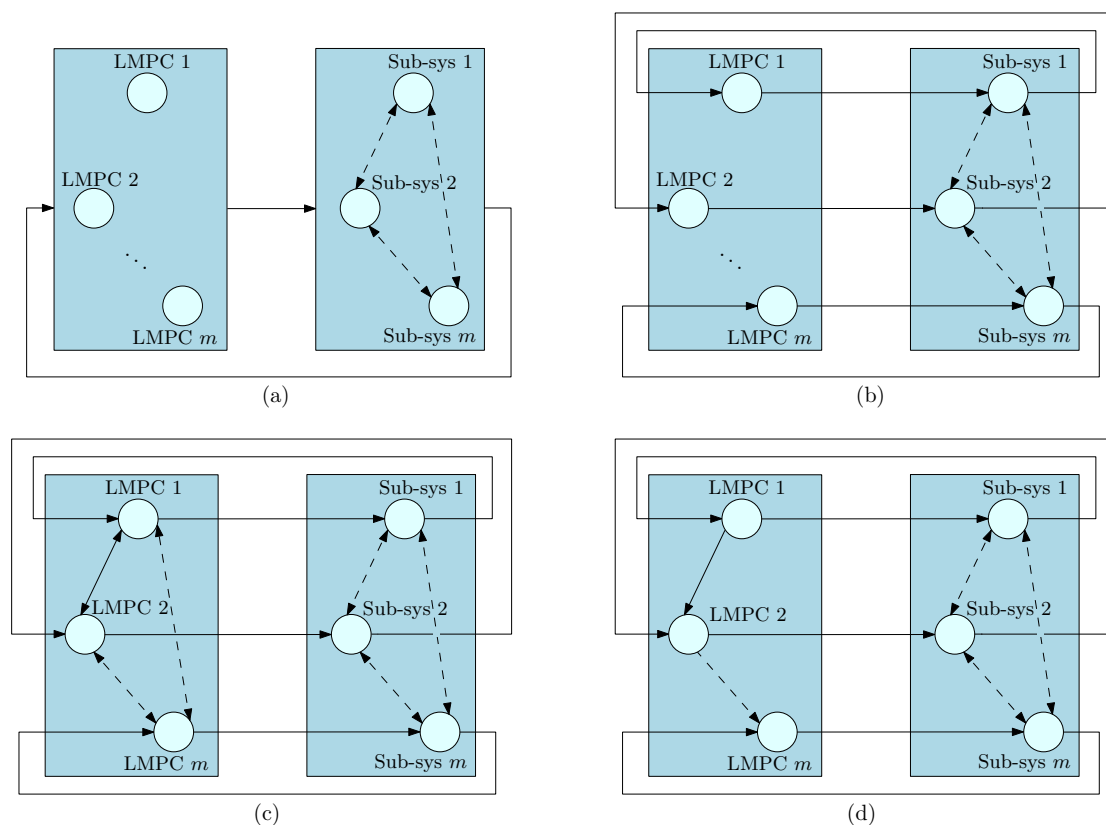 LMPC 1
Sub-sys 1
LMPC 2
Sub-sys 2
. . .
LMPC m
Sub-sys m
(a)
LMPC 1
Sub-sys 1
LMPC 2
Sub-sys 2
. . .
LMPC m
Sub-sys m
(b)
LMPC 1
Sub-sys 1
LMPC 2
Sub-sys 2
LMPC m
Sub-sys m
(c)
LMPC 1
Sub-sys 1
LMPC 2
Sub-sys 2
LMPC m
Sub-sys m
(d)